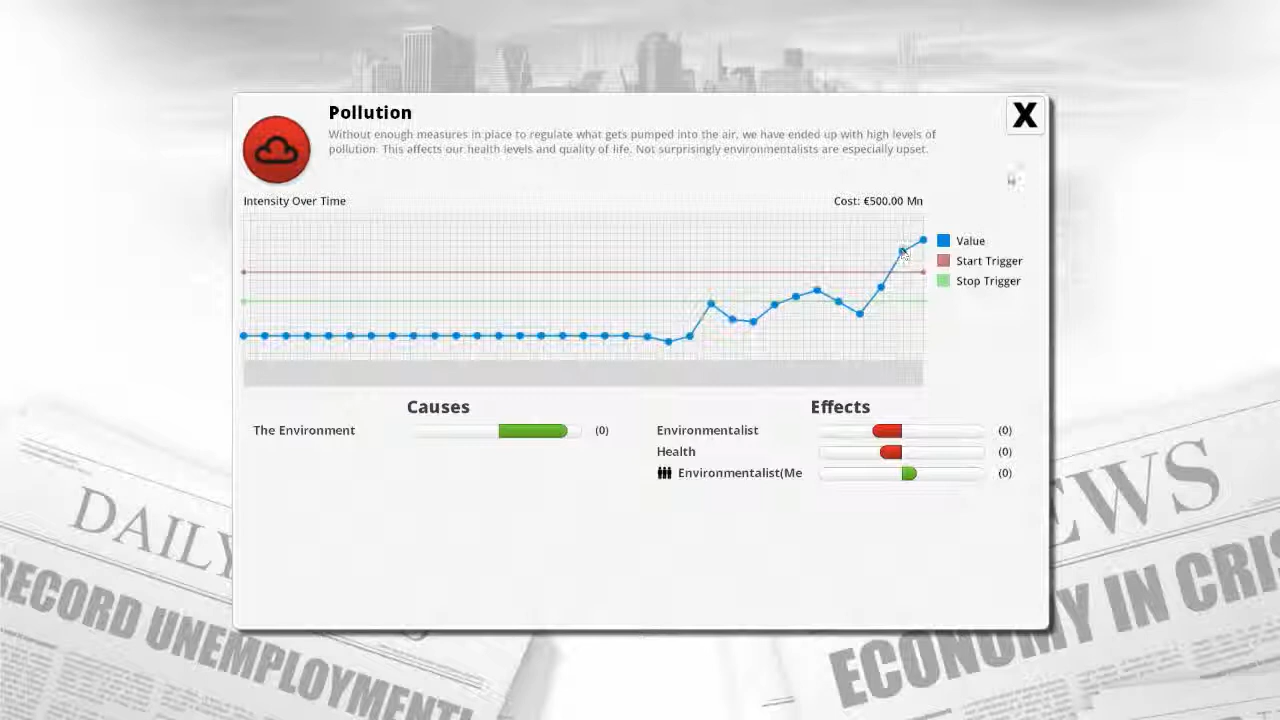 Pollution
X
Without enough measures in place to regulate what gets pumped into the air, we have ended up with high levels of
pollution. This affects our health levels and quality of life. Not surprisingly environmentalists are especially upset.
Intensity Over Time
Cost: €500.00 Mn
Value
Start Trigger
Stop Trigger
Causes
Effects
The Environment
(0)
Environmentalist
(0)
Health
(0)
Environmentalist(Me
(0)
DAILY
EWS
RECORD UNEMPLOYMENT
ECONOMY IN CRIS